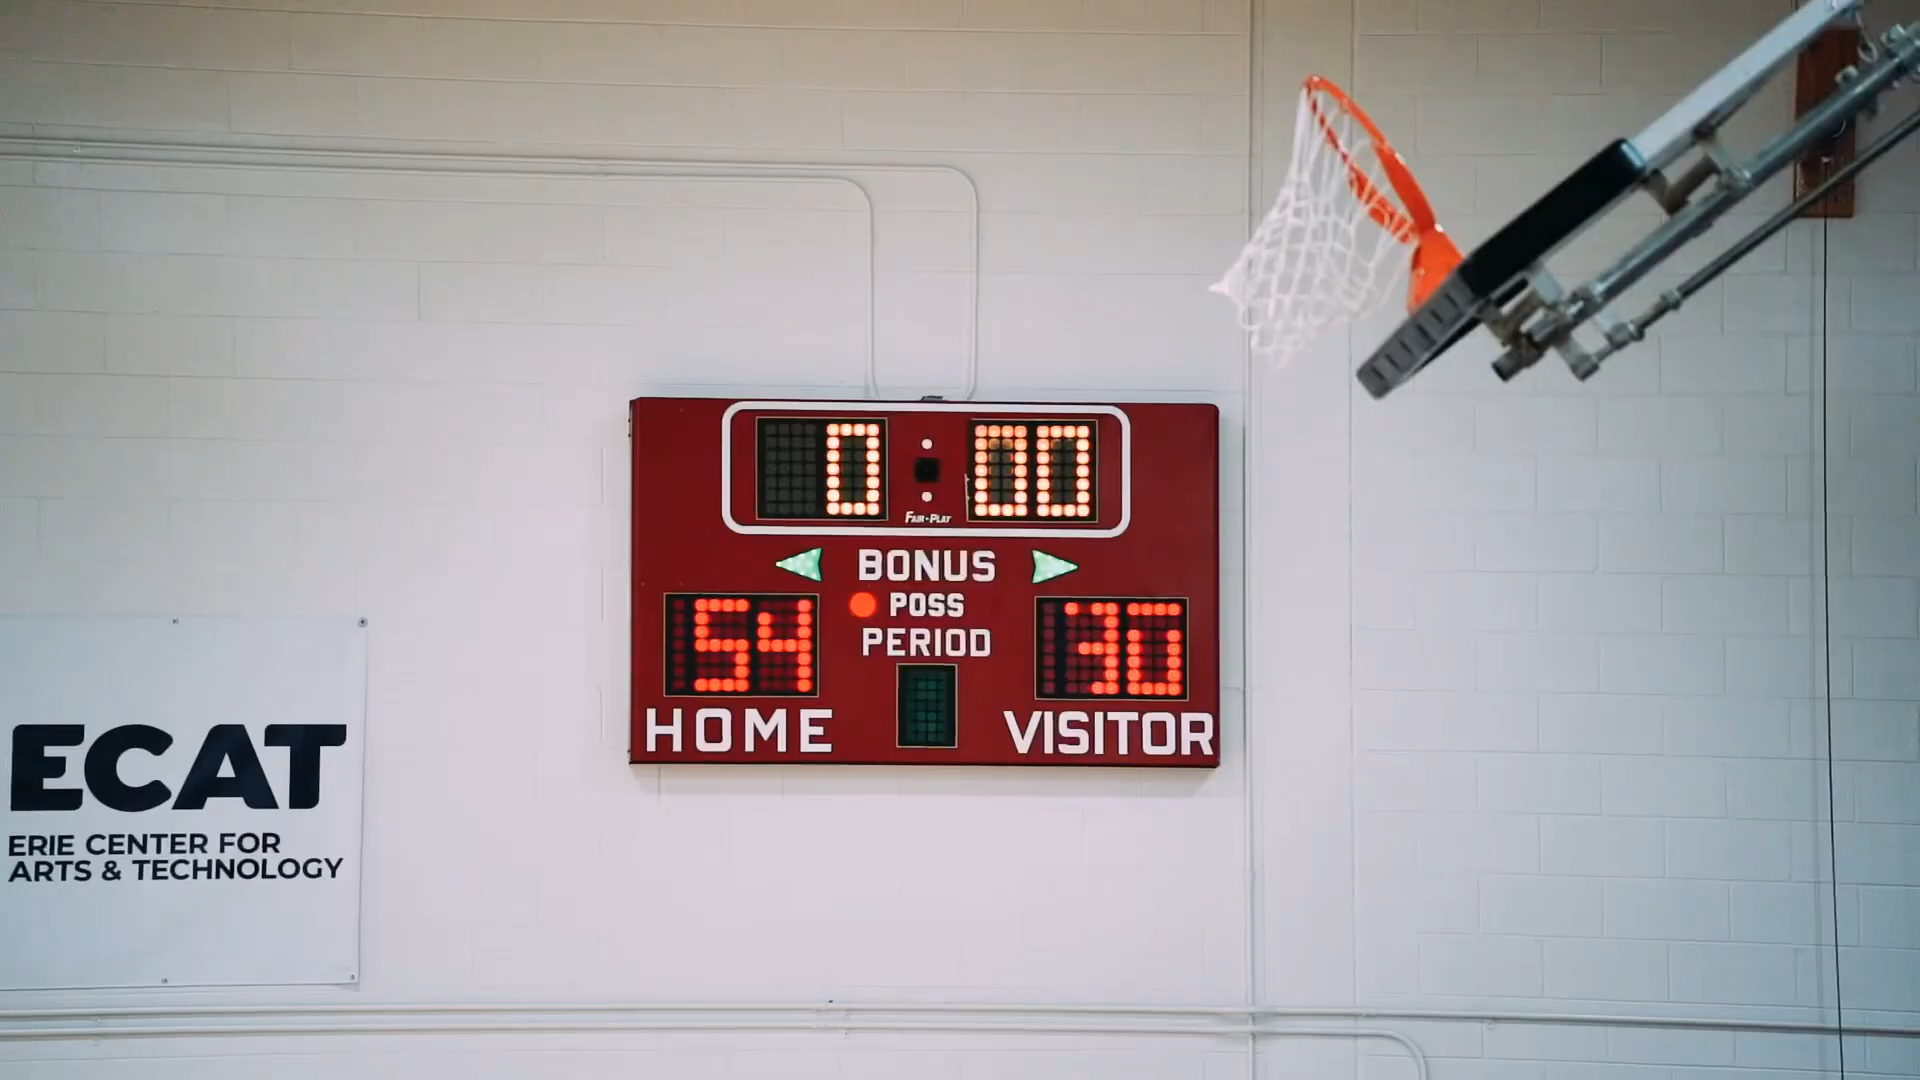 0 00
FAIR-PLAY
BONUS
POSS
PERIOD
54 30
HOME VISITOR
ECAT
ERIE CENTER FOR
ARTS & TECHNOLOGY